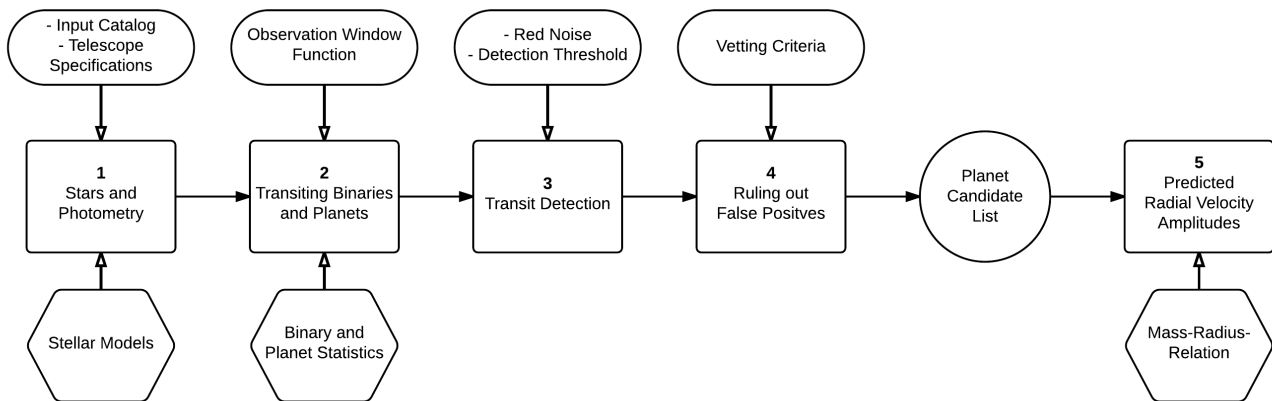 - Input Catalog
- Telescope
Specifications
Observation Window
Function
- Red Noise
- Detection Threshold
Vetting Criteria
1
Stars and
Photometry
2
Transiting Binaries
and Planets
3
Transit Detection
4
Ruling out
False Positves
Planet
Candidate
List
5
Predicted
Radial Velocity
Amplitudes
Stellar Models
Binary and
Planet Statistics
Mass-Radius-
Relation